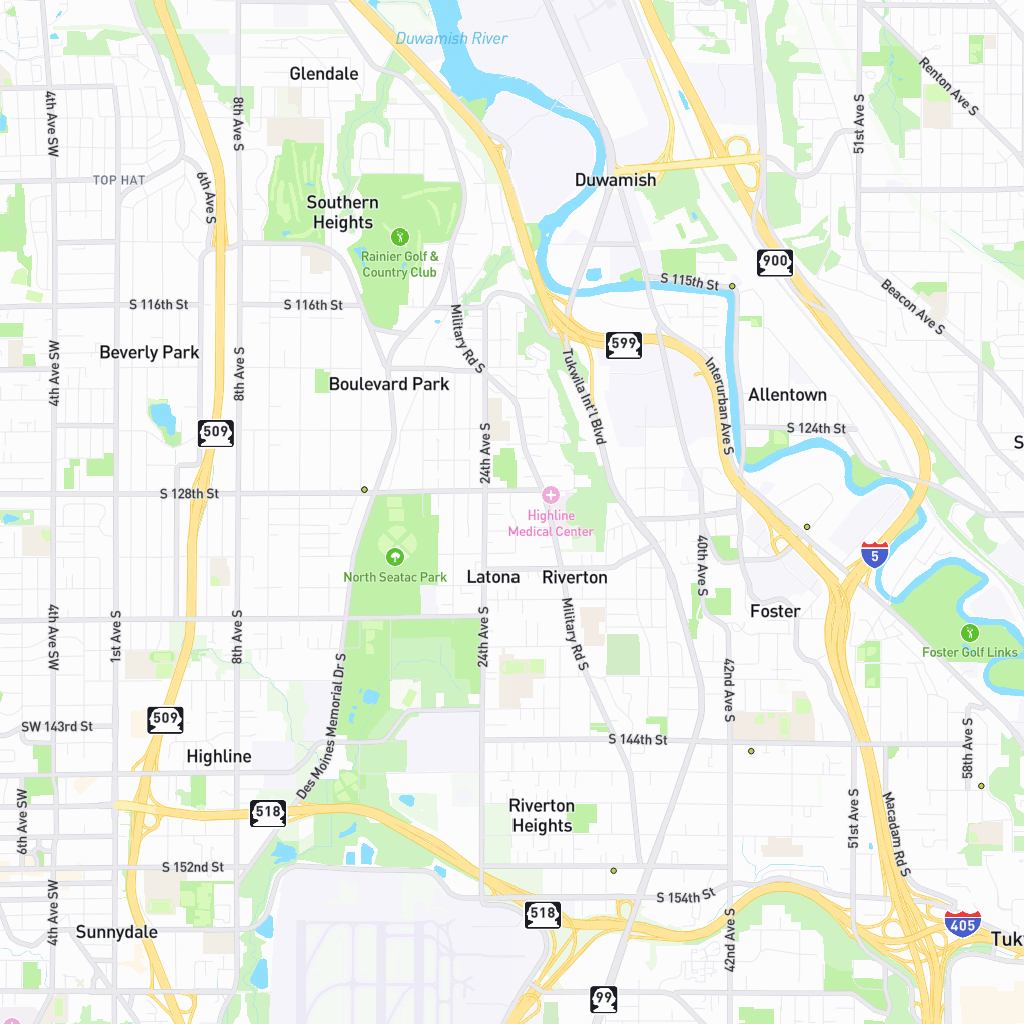 Duwamish River
Glendale
Renton Ave S
4th Ave SW
8th Ave S
51st Ave S
TOP HAT
6th Ave S
Duwamish
Southern
Heights
Rainier Golf &
Country Club
900
S 115th St
Beacon Ave S
S 116th St
S 116th St
Military Rd S
599
Beverly Park
4th Ave SW
8th Ave S
Boulevard Park
Tukwila Int'l Blvd
Interurban Ave S
Allentown
509
24th Ave S
S 124th St
S
S 128th St
Highline
Medical Center
5
North Seatac Park
Latona
Riverton
40th Ave S
Foster
4th Ave SW
1st Ave S
8th Ave S
24th Ave S
Military Rd S
Foster Golf Links
Des Moines Memorial Dr S
42nd Ave S
509
SW 143rd St
S 144th St
58th Ave S
Highline
518
Riverton
Heights
6th Ave SW
51st Ave S
Macadam Rd S
S 152nd St
4th Ave SW
S 154th St
518
42nd Ave S
405
Sunnydale
Tukw
99